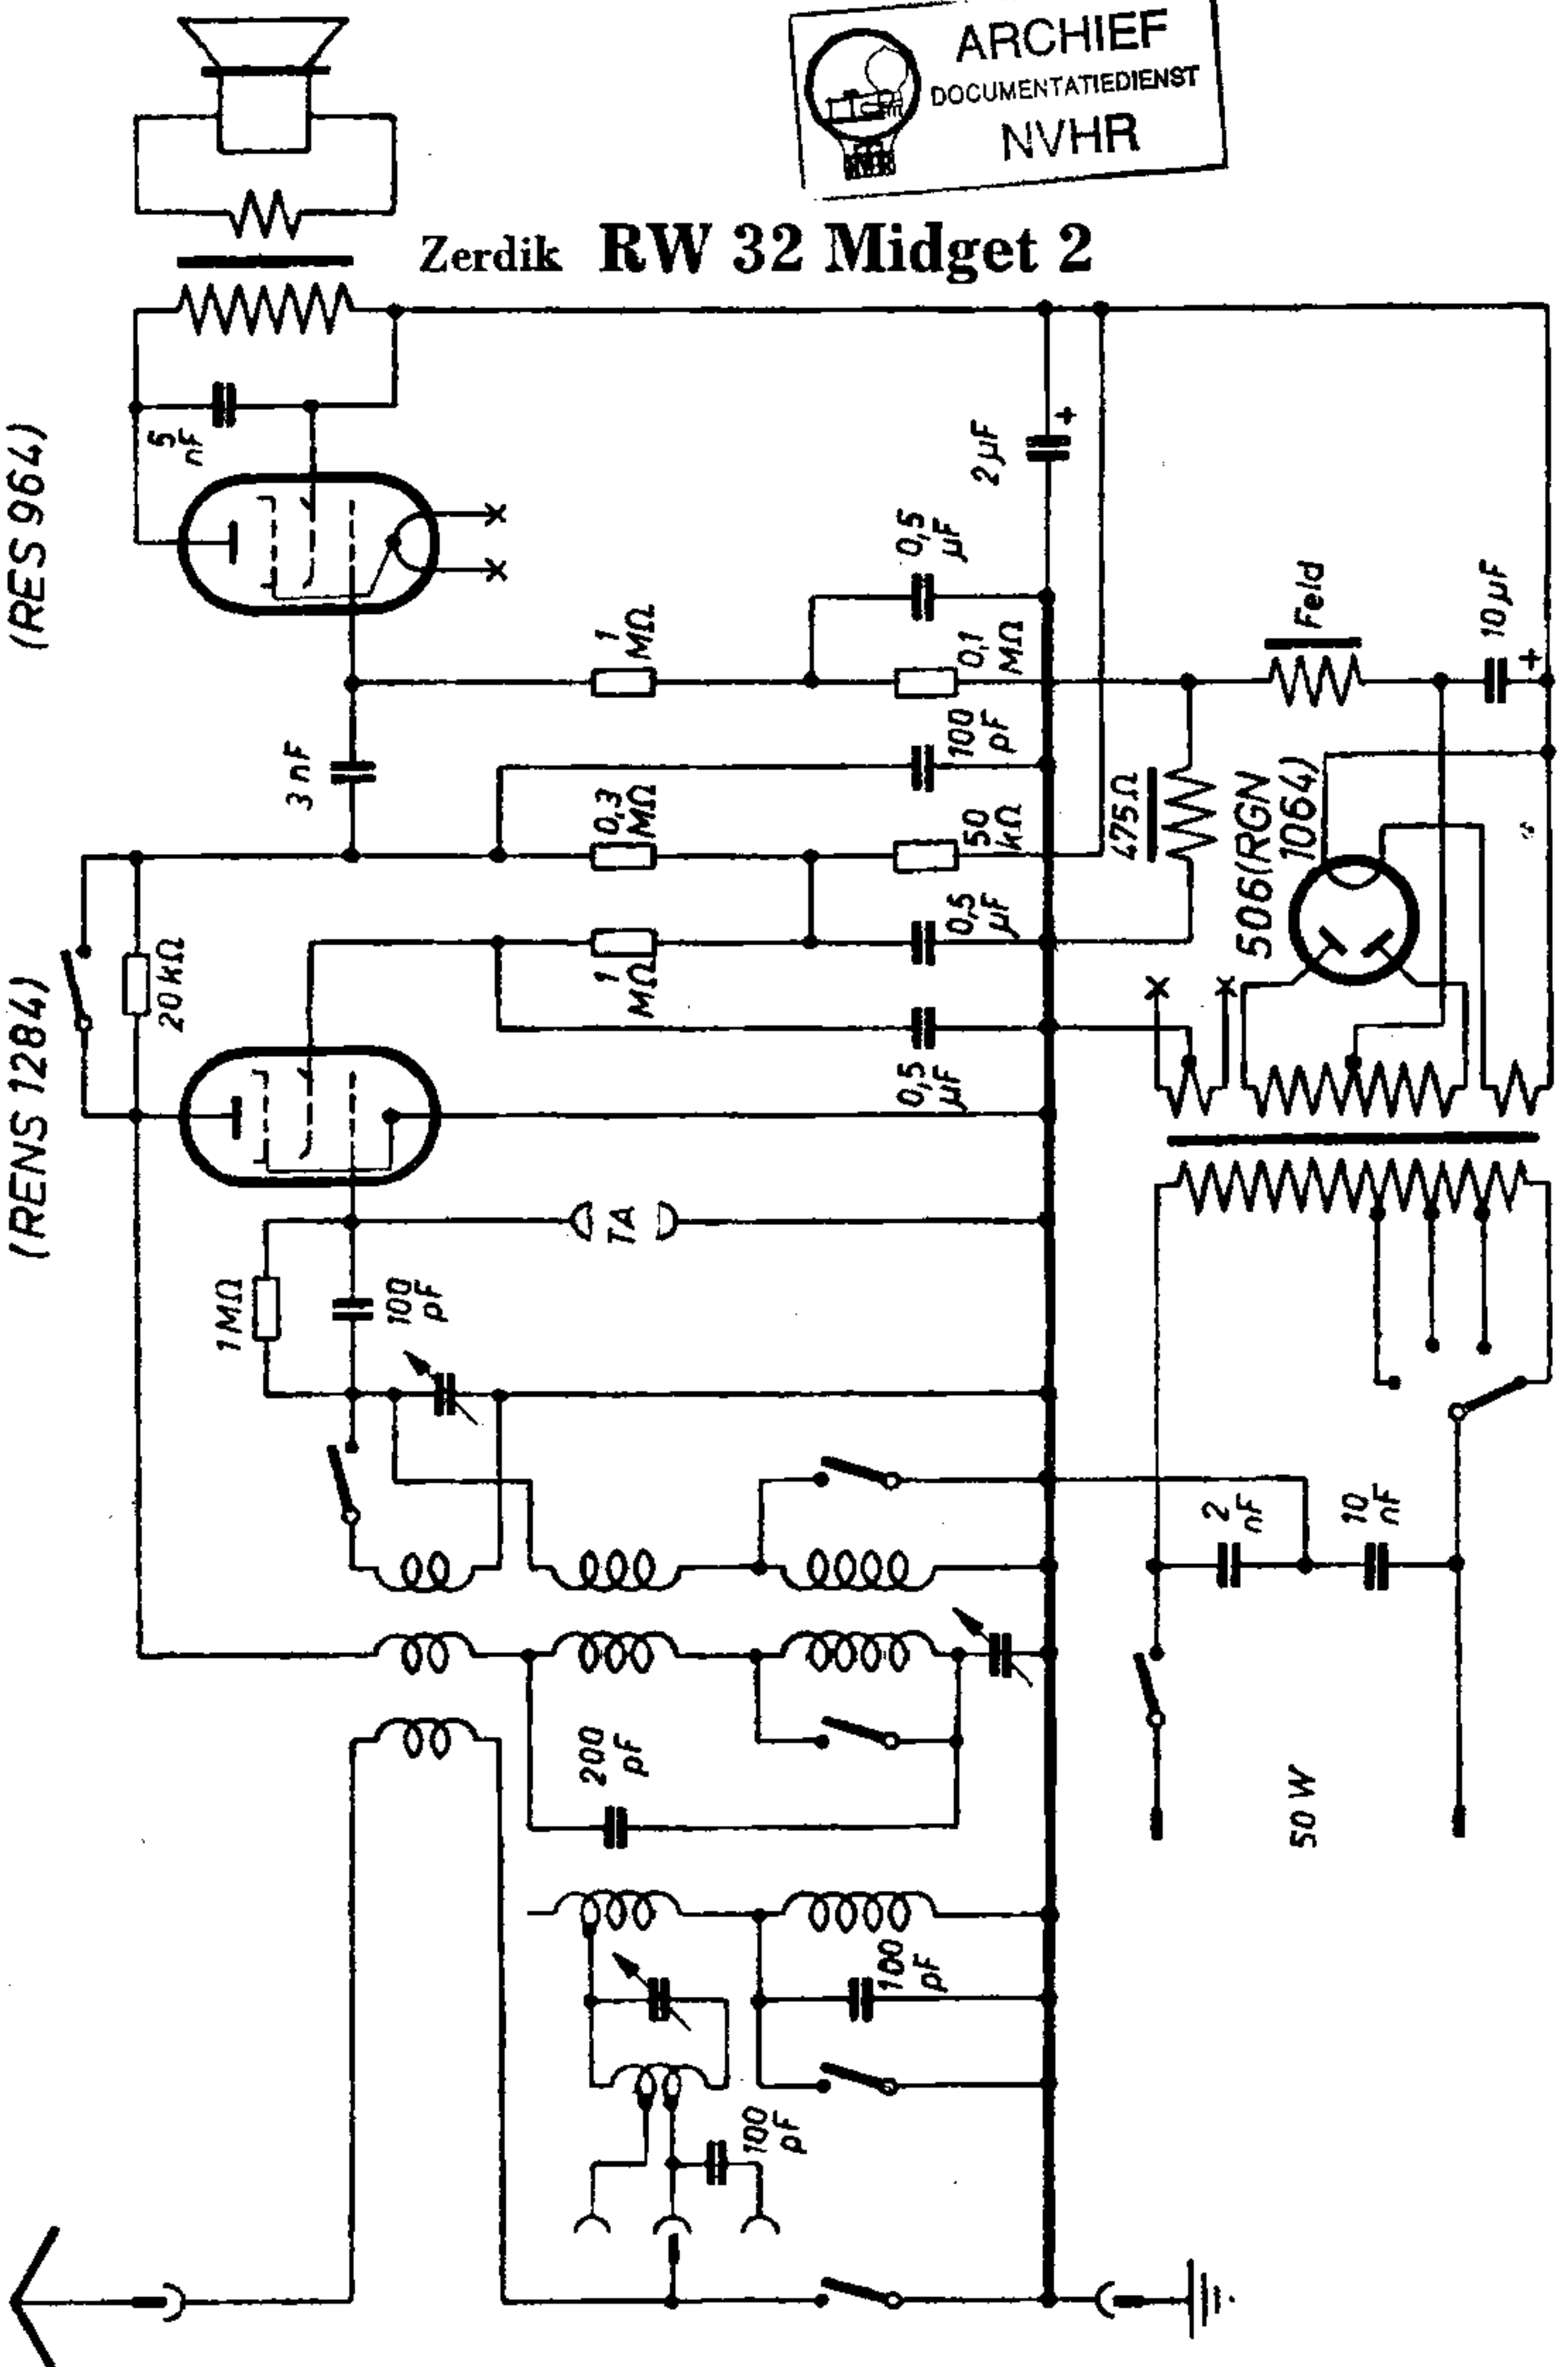 ARCHIEF
DOCUMENTATIEDIENST
NVHR
Zerdik RW 32 Midget 2
(RES 964)
5
nF
2 µF
+
0,5
µF
1
MΩ
0,1
MΩ
Feld
10 µF
+
3 nF
100
pF
0,3
MΩ
50
kΩ
475Ω
506(RGN
1064)
(RENS 1284)
20 kΩ
1
MΩ
0,5
µF
0,5
µF
TA
1 MΩ
100
pF
2
nF
10
nF
200
pF
50 W
100
pF
100
pF